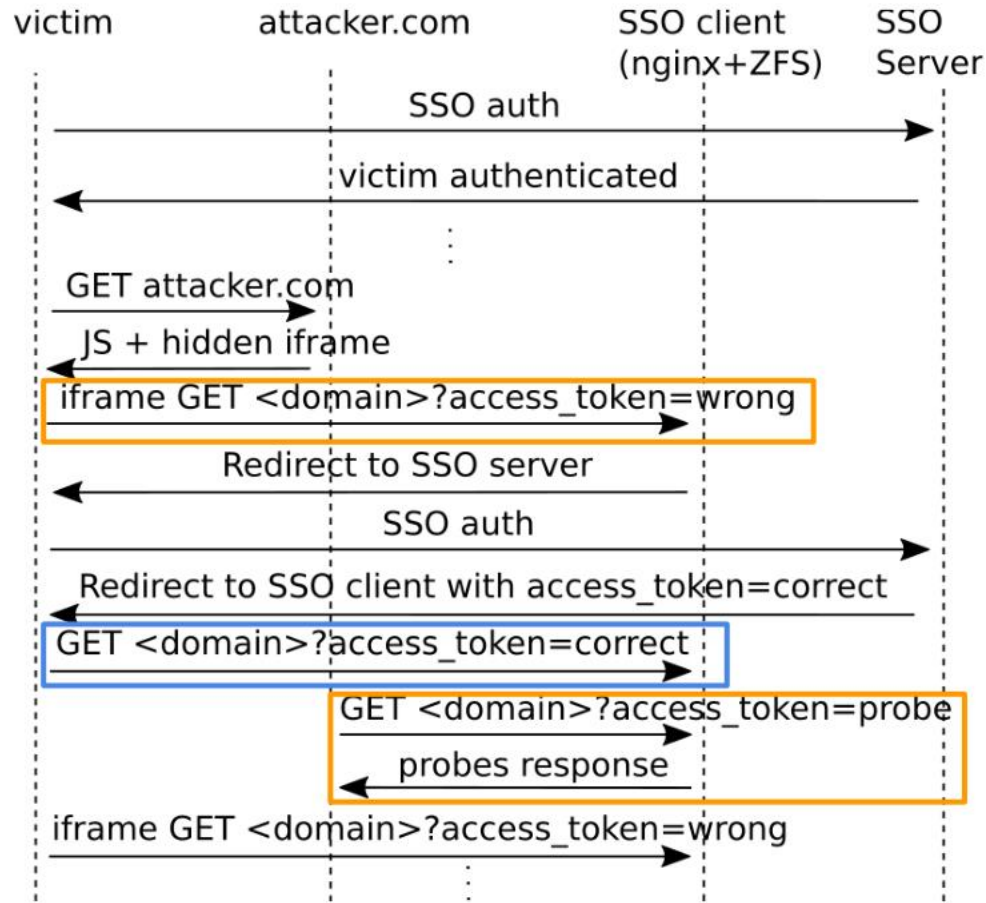 victim attacker.com SSO client SSO
(nginx+ZFS) Server
SSO auth
victim authenticated
GET attacker.com
JS + hidden iframe
iframe GET <domain>?access_token=wrong
Redirect to SSO server
SSO auth
Redirect to SSO client with access_token=correct
GET <domain>?access_token=correct
GET <domain>?access_token=probe
probes response
iframe GET <domain>?access_token=wrong